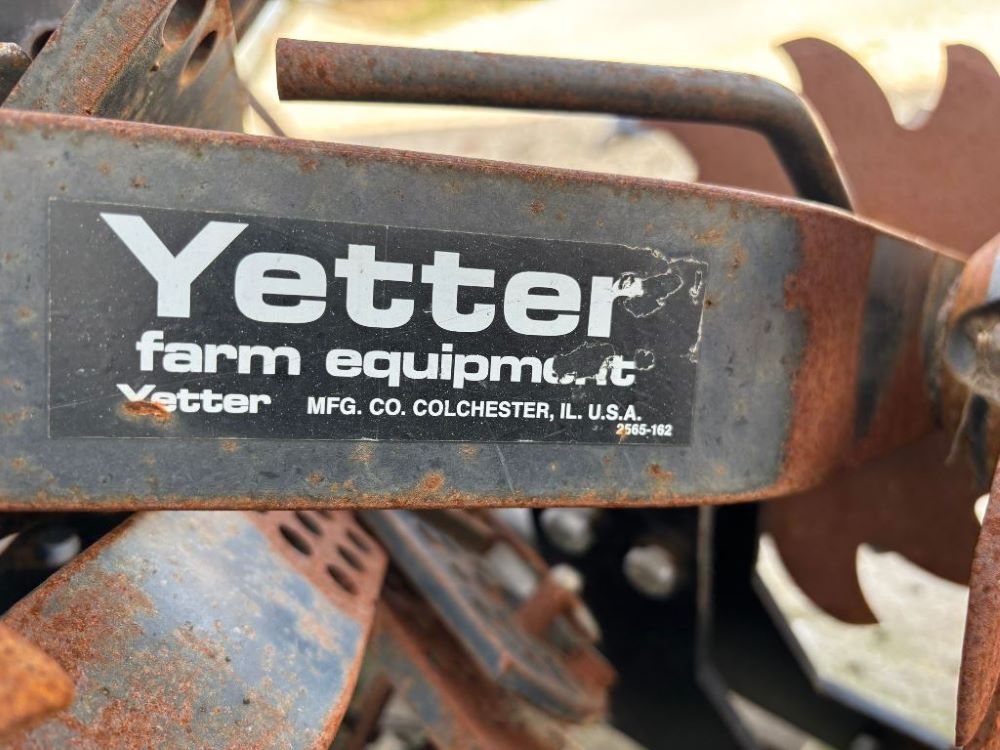 Yetter
farm equipment
Yetter MFG. CO. COLCHESTER, IL. U.S.A.
2565-162